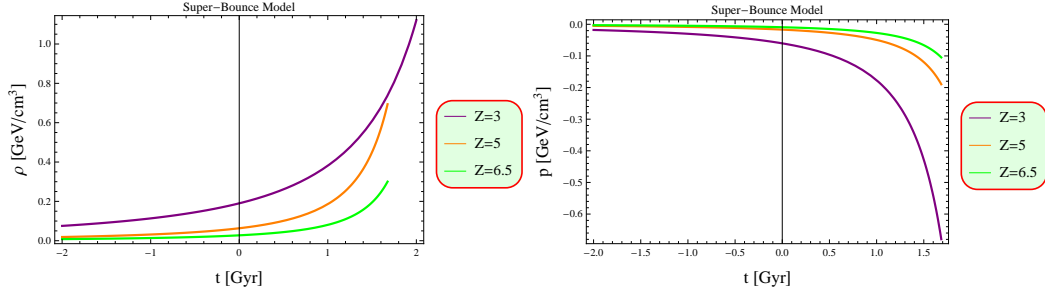 Super-Bounce Model
1.0
0.8
0.6
0.4
0.2
0.0
ρ [GeV/cm³]
-2
-1
0
1
2
t [Gyr]
Z=3
Z=5
Z=6.5
Super-Bounce Model
0.0
-0.1
-0.2
-0.3
-0.4
-0.5
-0.6
p [GeV/cm³]
-2.0
-1.5
-1.0
-0.5
0.0
0.5
1.0
1.5
t [Gyr]
Z=3
Z=5
Z=6.5